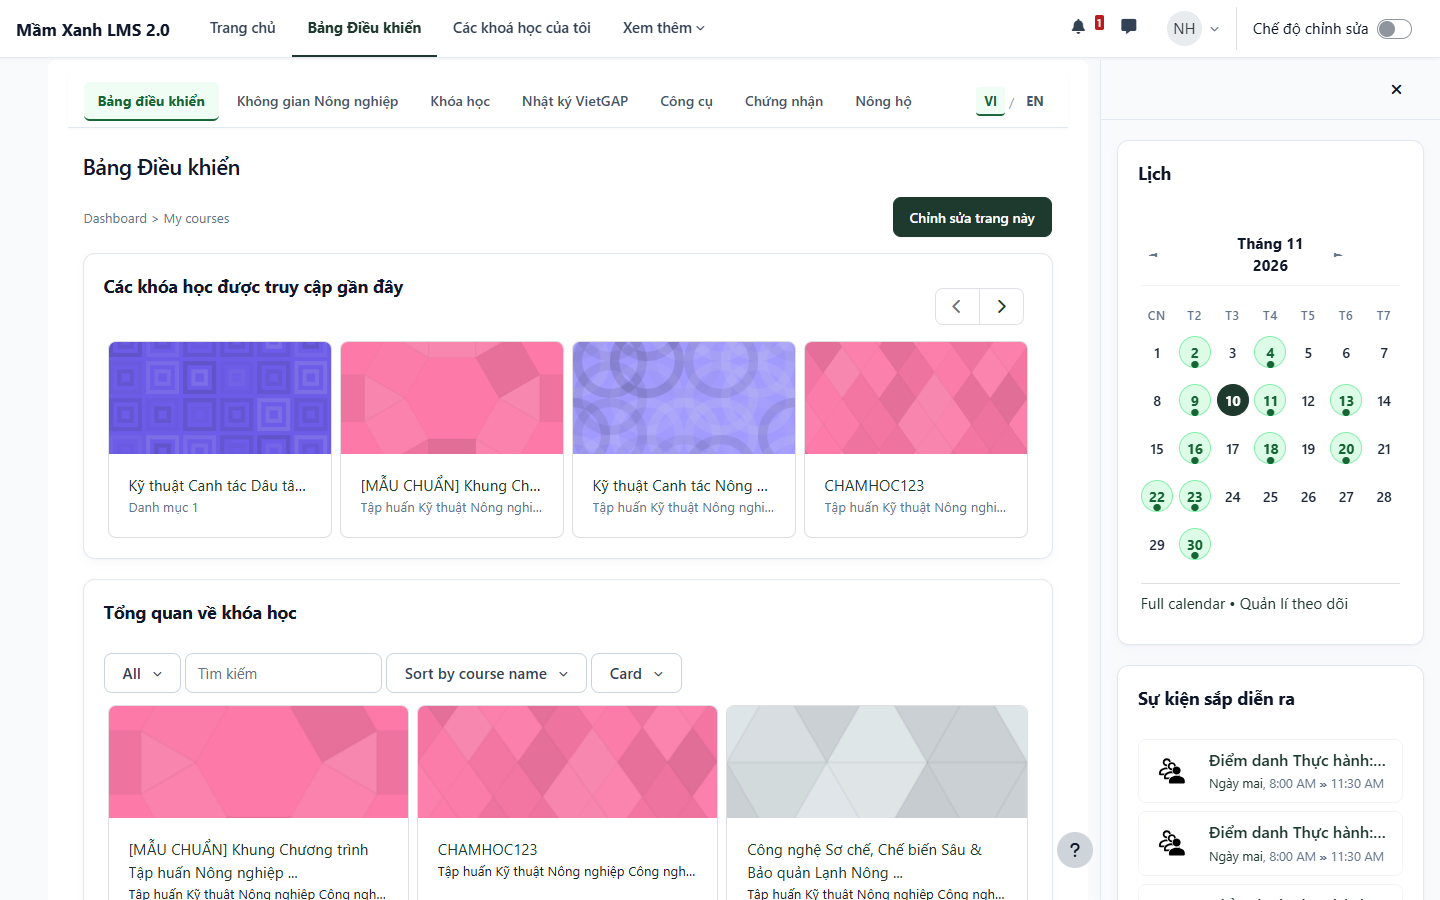 Mầm Xanh LMS 2.0
Trang chủ
Bảng Điều khiển
Các khoá học của tôi
Xem thêm
1
NH
Chế độ chỉnh sửa
Bảng điều khiển
Không gian Nông nghiệp
Khóa học
Nhật ký VietGAP
Công cụ
Chứng nhận
Nông hộ
VI / EN
Bảng Điều khiển
Dashboard > My courses
Chỉnh sửa trang này
Các khóa học được truy cập gần đây
Kỹ thuật Canh tác Dâu tâ...
Danh mục 1
[MẪU CHUẨN] Khung Ch...
Tập huấn Kỹ thuật Nông nghi...
Kỹ thuật Canh tác Nông ...
Tập huấn Kỹ thuật Nông nghi...
CHAMHOC123
Tập huấn Kỹ thuật Nông nghi...
Tổng quan về khóa học
All
Tìm kiếm
Sort by course name
Card
[MẪU CHUẨN] Khung Chương trình
Tập huấn Nông nghiệp ...
Tập huấn Kỹ thuật Nông nghiệp Công ngh...
CHAMHOC123
Tập huấn Kỹ thuật Nông nghiệp Công ngh...
Công nghệ Sơ chế, Chế biến Sâu &
Bảo quản Lạnh Nông ...
Tập huấn Kỹ thuật Nông nghiệp Công ngh...
?
Lịch
Tháng 11
2026
CN T2 T3 T4 T5 T6 T7
1 2 3 4 5 6 7
8 9 10 11 12 13 14
15 16 17 18 19 20 21
22 23 24 25 26 27 28
29 30
Full calendar • Quản lí theo dõi
Sự kiện sắp diễn ra
Điểm danh Thực hành:...
Ngày mai, 8:00 AM » 11:30 AM
Điểm danh Thực hành:...
Ngày mai, 8:00 AM » 11:30 AM